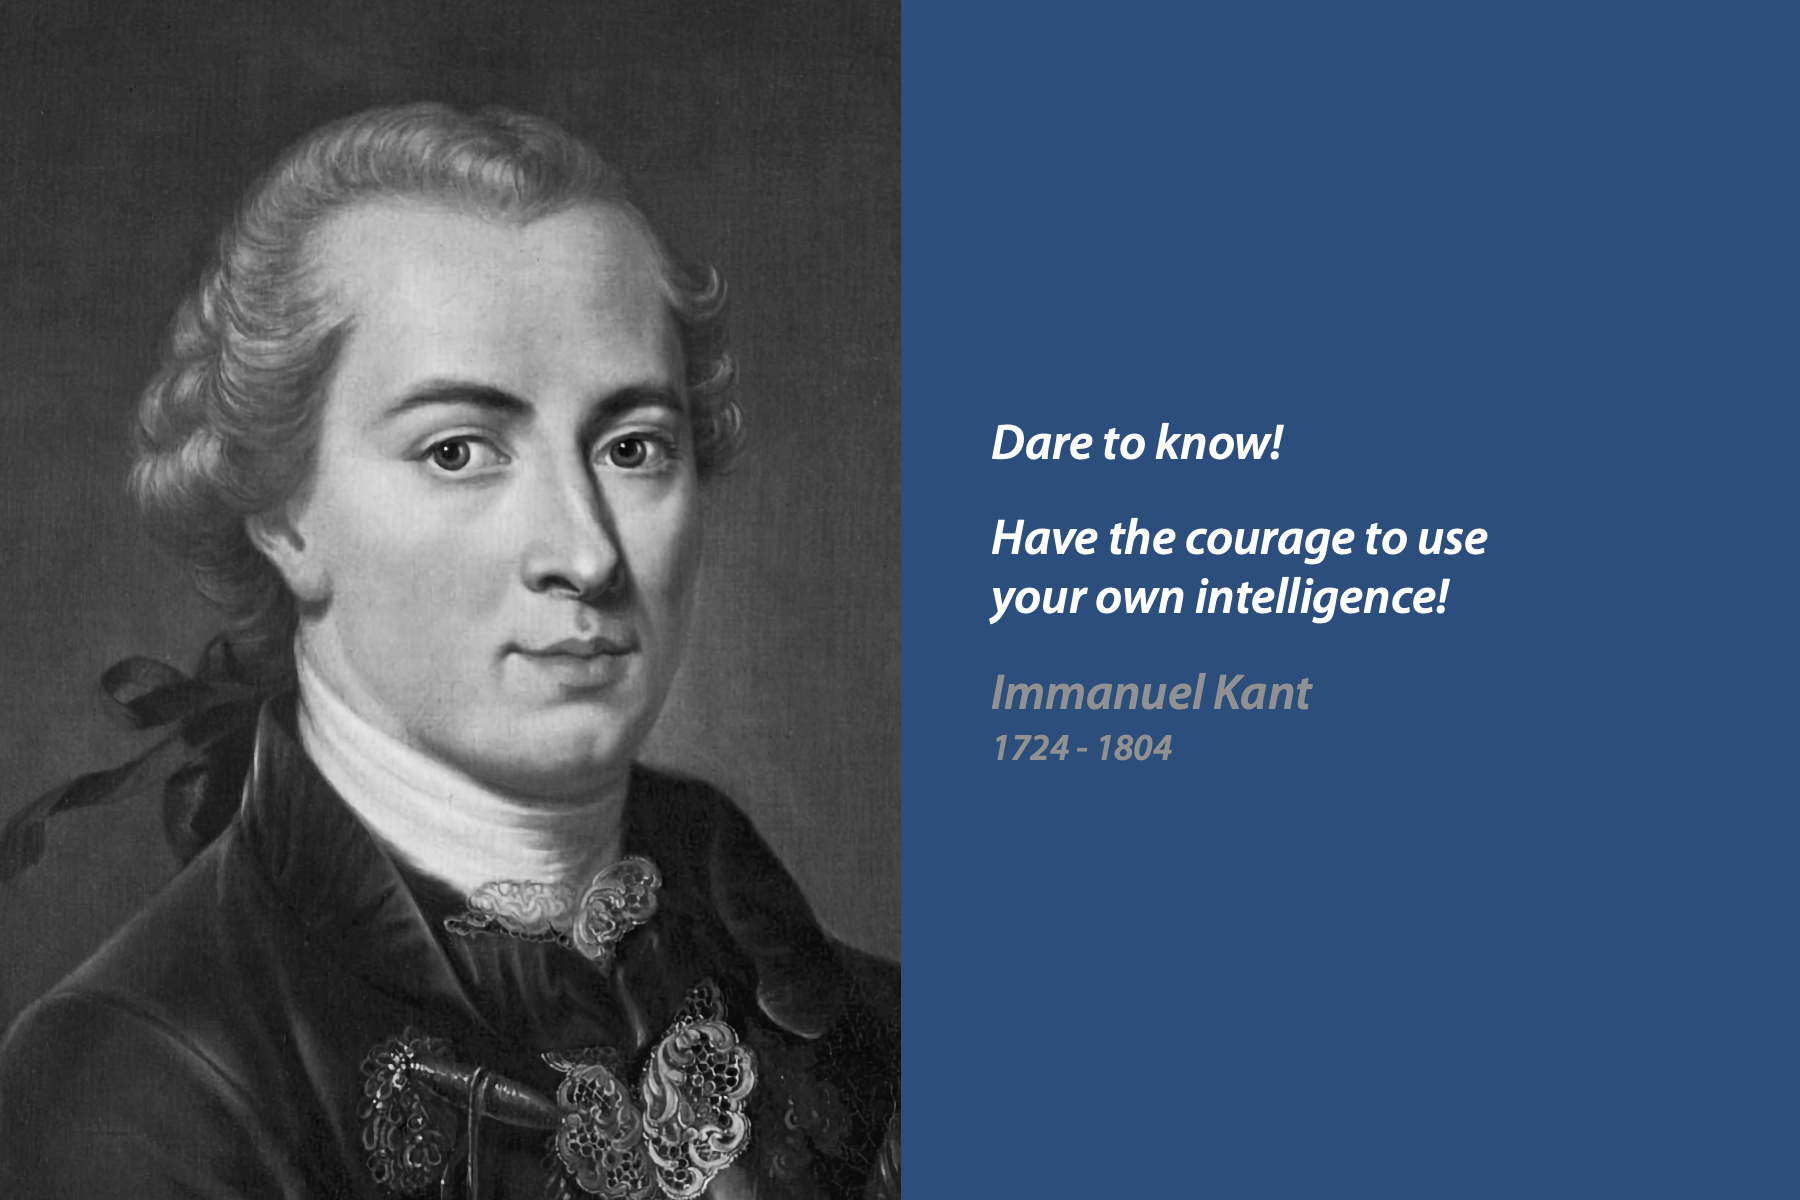 Dare to know!
Have the courage to use
your own intelligence!
Immanuel Kant
1724 - 1804